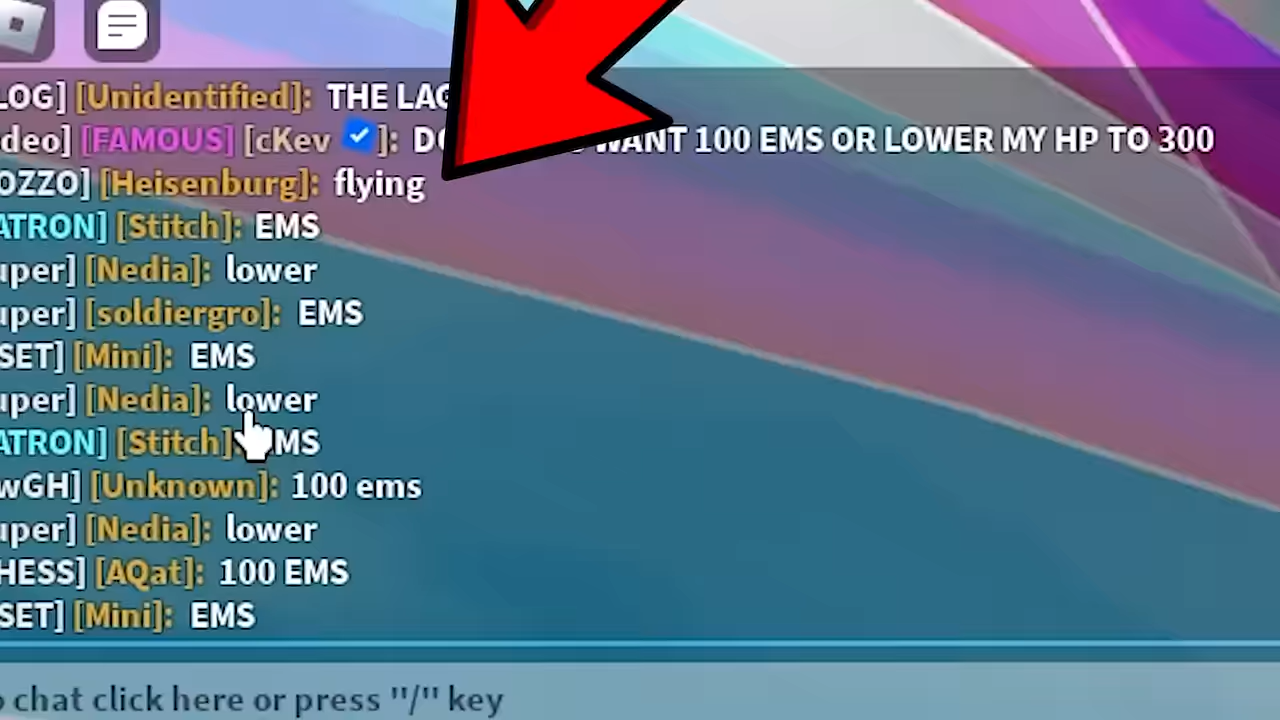 LOG] [Unidentified]: THE LAG
deo] [FAMOUS] [cKev ]: WANT 100 EMS OR LOWER MY HP TO 300
OZZO] [Heisenburg]: flying
ATRON] [Stitch]: EMS
uper] [Nedia]: lower
uper] [soldiergro]: EMS
SET] [Mini]: EMS
uper] [Nedia]: lower
ATRON] [Stitch]: EMS
wGH] [Unknown]: 100 ems
uper] [Nedia]: lower
HESS] [AQat]: 100 EMS
SET] [Mini]: EMS
o chat click here or press "/" key